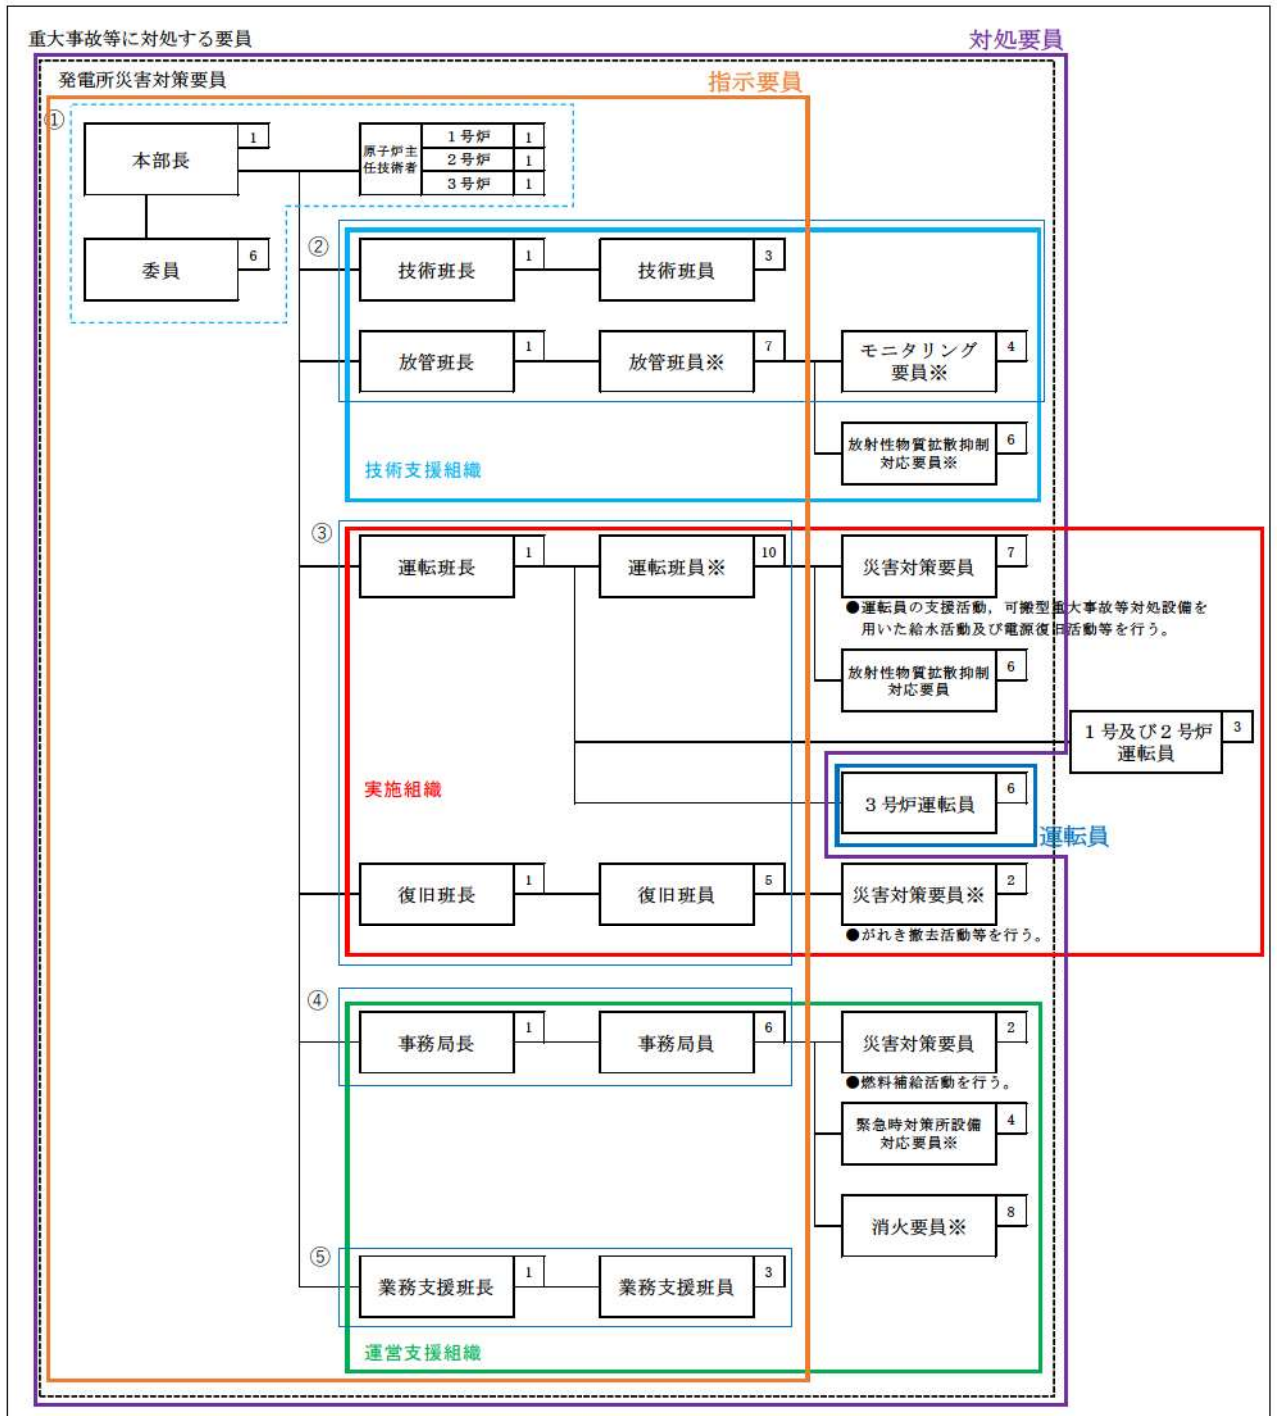 重大事故等に対処する要員
対処要員
発電所災害対策要員
指示要員
①
本部長
1
原子炉主
任技術者
1号炉
1
2号炉
1
3号炉
1
委員
6
②
技術班長
1
技術班員
3
放管班長
1
放管班員※
7
モニタリング
要員※
4
放射性物質拡散抑制
対応要員※
6
技術支援組織
③
運転班長
1
運転班員※
10
災害対策要員
7
●運転員の支援活動，可搬型重大事故等対処設備を
用いた給水活動及び電源復旧活動等を行う。
放射性物質拡散抑制
対応要員
6
1号及び2号炉
運転員
3
実施組織
3号炉運転員
6
運転員
復旧班長
1
復旧班員
5
災害対策要員※
2
●がれき撤去活動等を行う。
④
事務局長
1
事務局員
6
災害対策要員
2
●燃料補給活動を行う。
緊急時対策所設備
対応要員※
4
消火要員※
8
⑤
業務支援班長
1
業務支援班員
3
運営支援組織